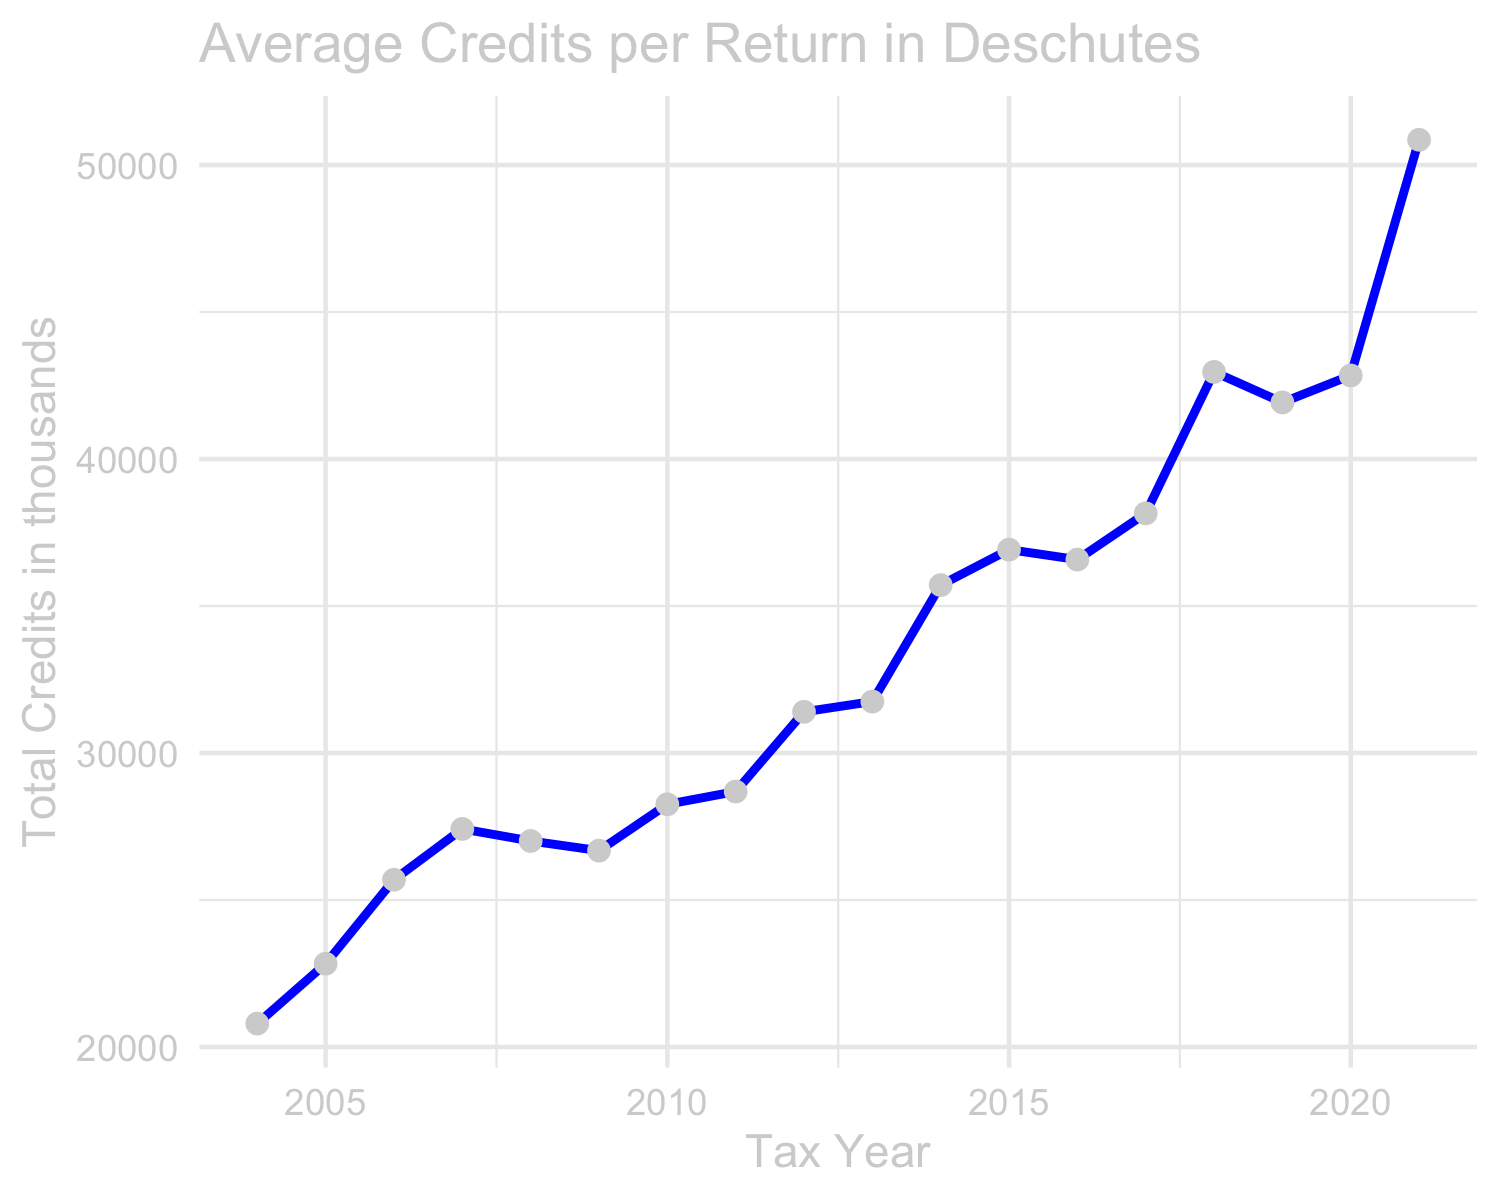 Average Credits per Return in Deschutes
Total Credits in thousands
50000
40000
30000
20000
2005
2010
2015
2020
Tax Year